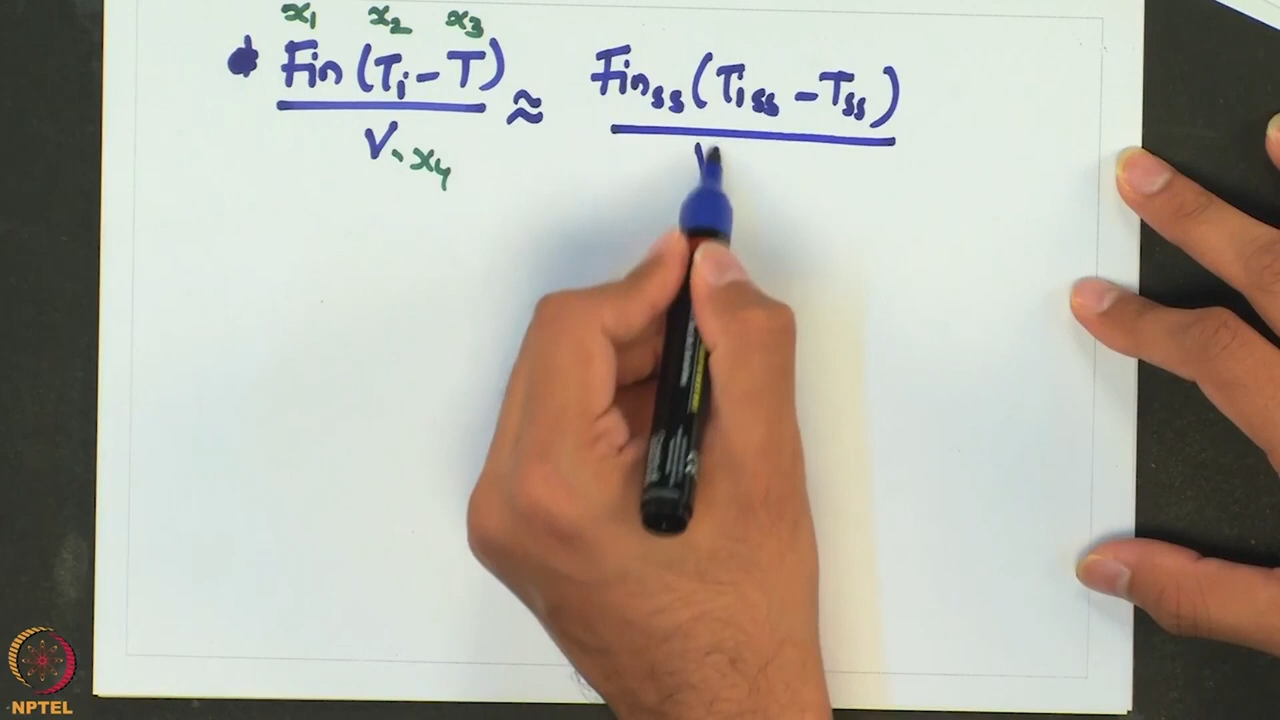 x₁ x₂ x₃
Fin (Ti - T) ≈ Finss (Tiss - Tss)
V x₄ V
NPTEL